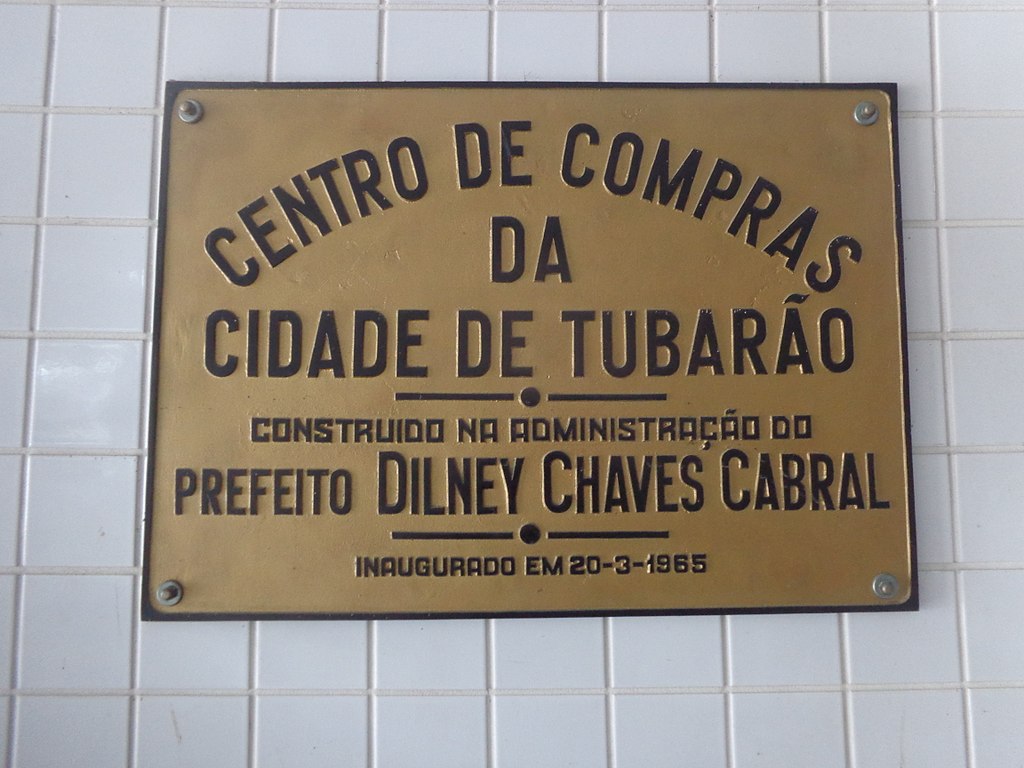 CENTRO DE COMPRAS
DA
CIDADE DE TUBARÃO
CONSTRUIDO NA ADMINISTRAÇÃO DO
PREFEITO DILNEY CHAVES CABRAL
INAUGURADO EM 20-3-1965